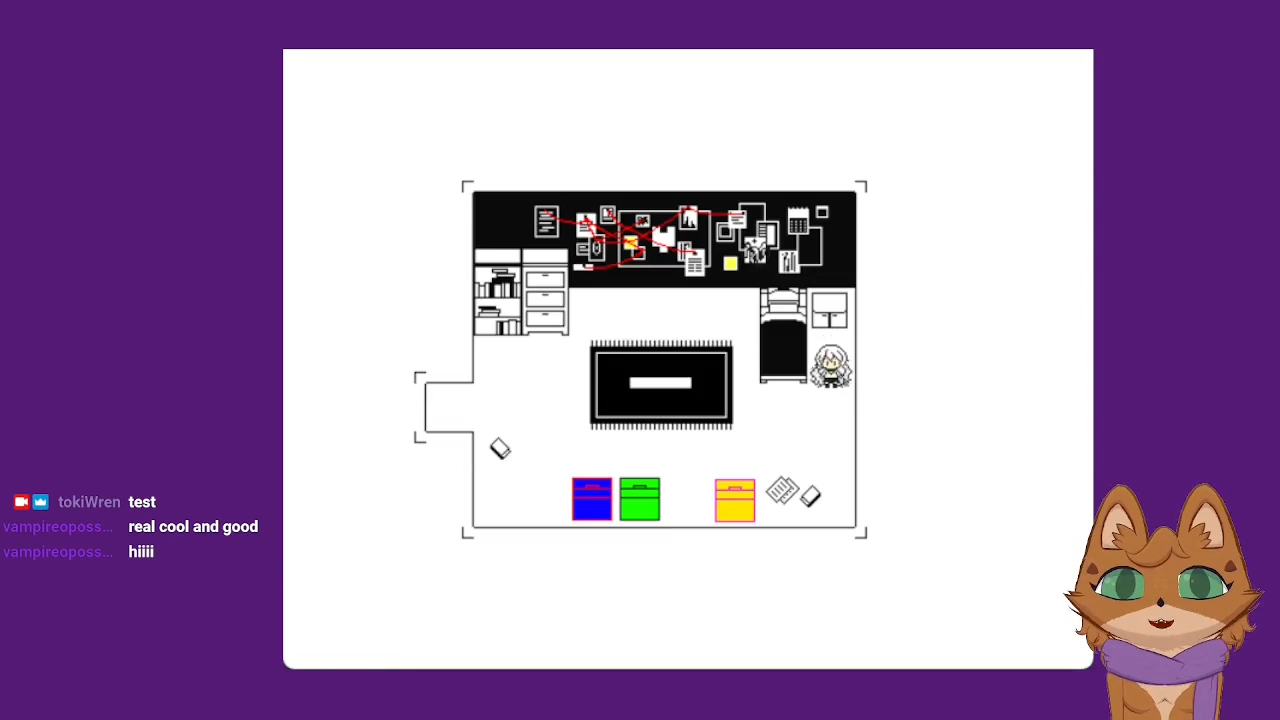 tokiWren test
vampireoposs... real cool and good
vampireoposs... hiiii